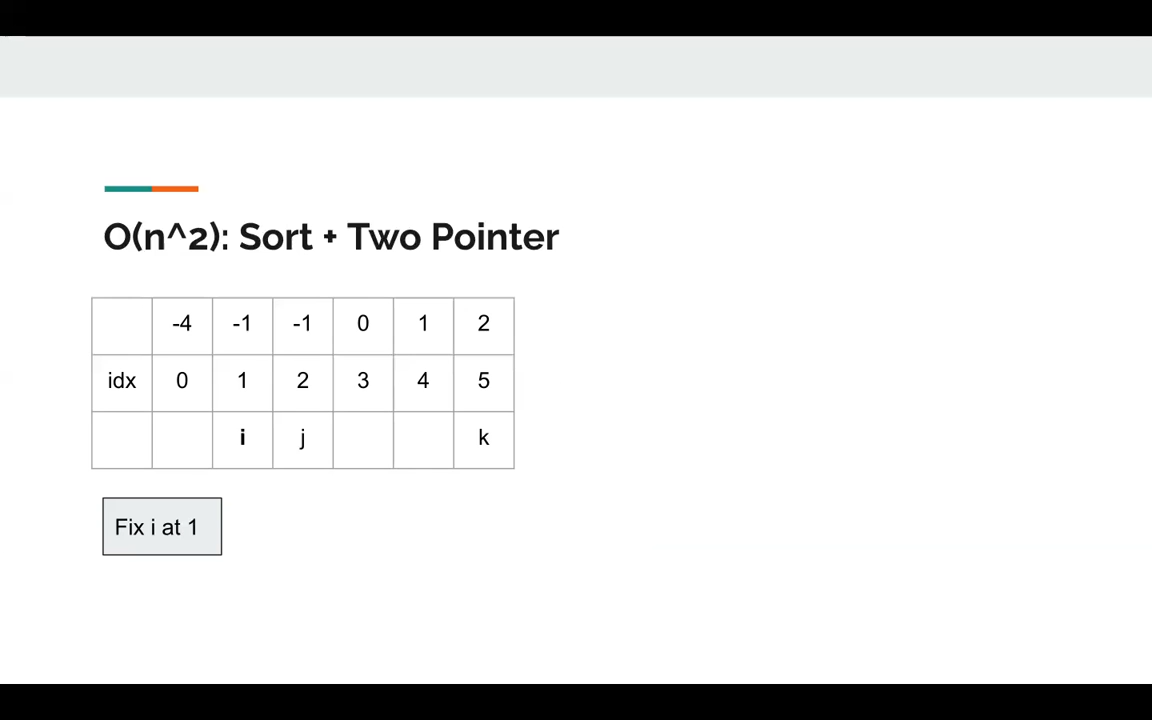 O(n^2): Sort + Two Pointer
-4 -1 -1 0 1 2
idx 0 1 2 3 4 5
i j k
Fix i at 1